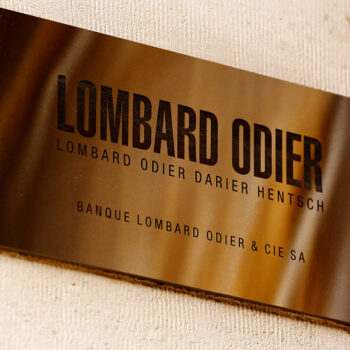 LOMBARD ODIER
LOMBARD ODIER DARIER HENTSCH
BANQUE LOMBARD ODIER & CIE SA